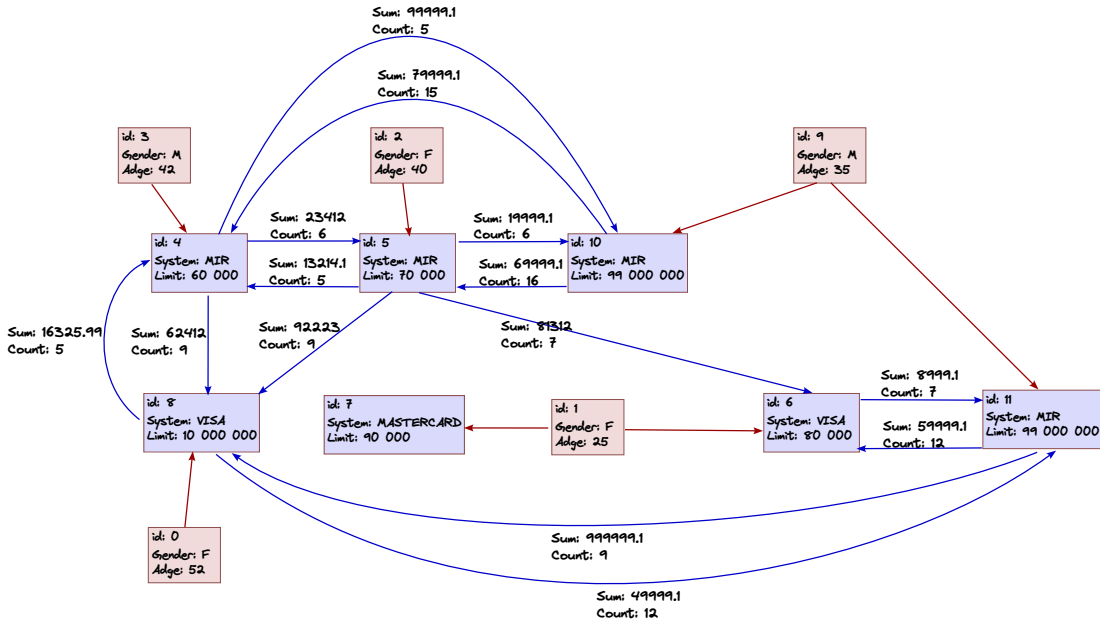 Sum: 99999.1
Count: 5
Sum: 79999.1
Count: 15
id: 3
Gender: M
Adge: 42
id: 2
Gender: F
Adge: 40
id: 9
Gender: M
Adge: 35
Sum: 23412
Count: 6
Sum: 19999.1
Count: 6
id: 4
System: MIR
Limit: 60 000
id: 5
System: MIR
Limit: 70 000
id: 10
System: MIR
Limit: 99 000 000
Sum: 13214.1
Count: 5
Sum: 69999.1
Count: 16
Sum: 16325.99
Count: 5
Sum: 62412
Count: 9
Sum: 92223
Count: 9
Sum: 81312
Count: 7
Sum: 8999.1
Count: 7
id: 8
System: VISA
Limit: 10 000 000
id: 7
System: MASTERCARD
Limit: 90 000
id: 1
Gender: F
Adge: 25
id: 6
System: VISA
Limit: 80 000
id: 11
System: MIR
Limit: 99 000 000
Sum: 59999.1
Count: 12
id: 0
Gender: F
Adge: 52
Sum: 999999.1
Count: 9
Sum: 49999.1
Count: 12